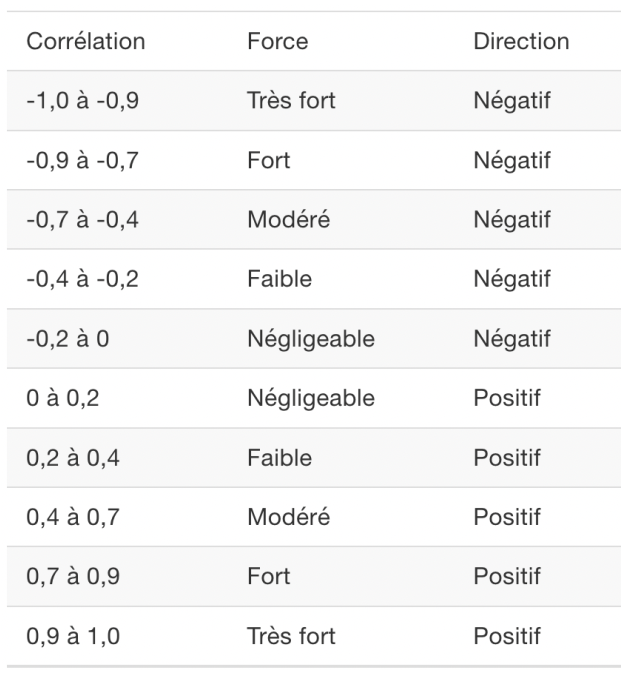 Corrélation Force Direction
-1,0 à -0,9 Très fort Négatif
-0,9 à -0,7 Fort Négatif
-0,7 à -0,4 Modéré Négatif
-0,4 à -0,2 Faible Négatif
-0,2 à 0 Négligeable Négatif
0 à 0,2 Négligeable Positif
0,2 à 0,4 Faible Positif
0,4 à 0,7 Modéré Positif
0,7 à 0,9 Fort Positif
0,9 à 1,0 Très fort Positif